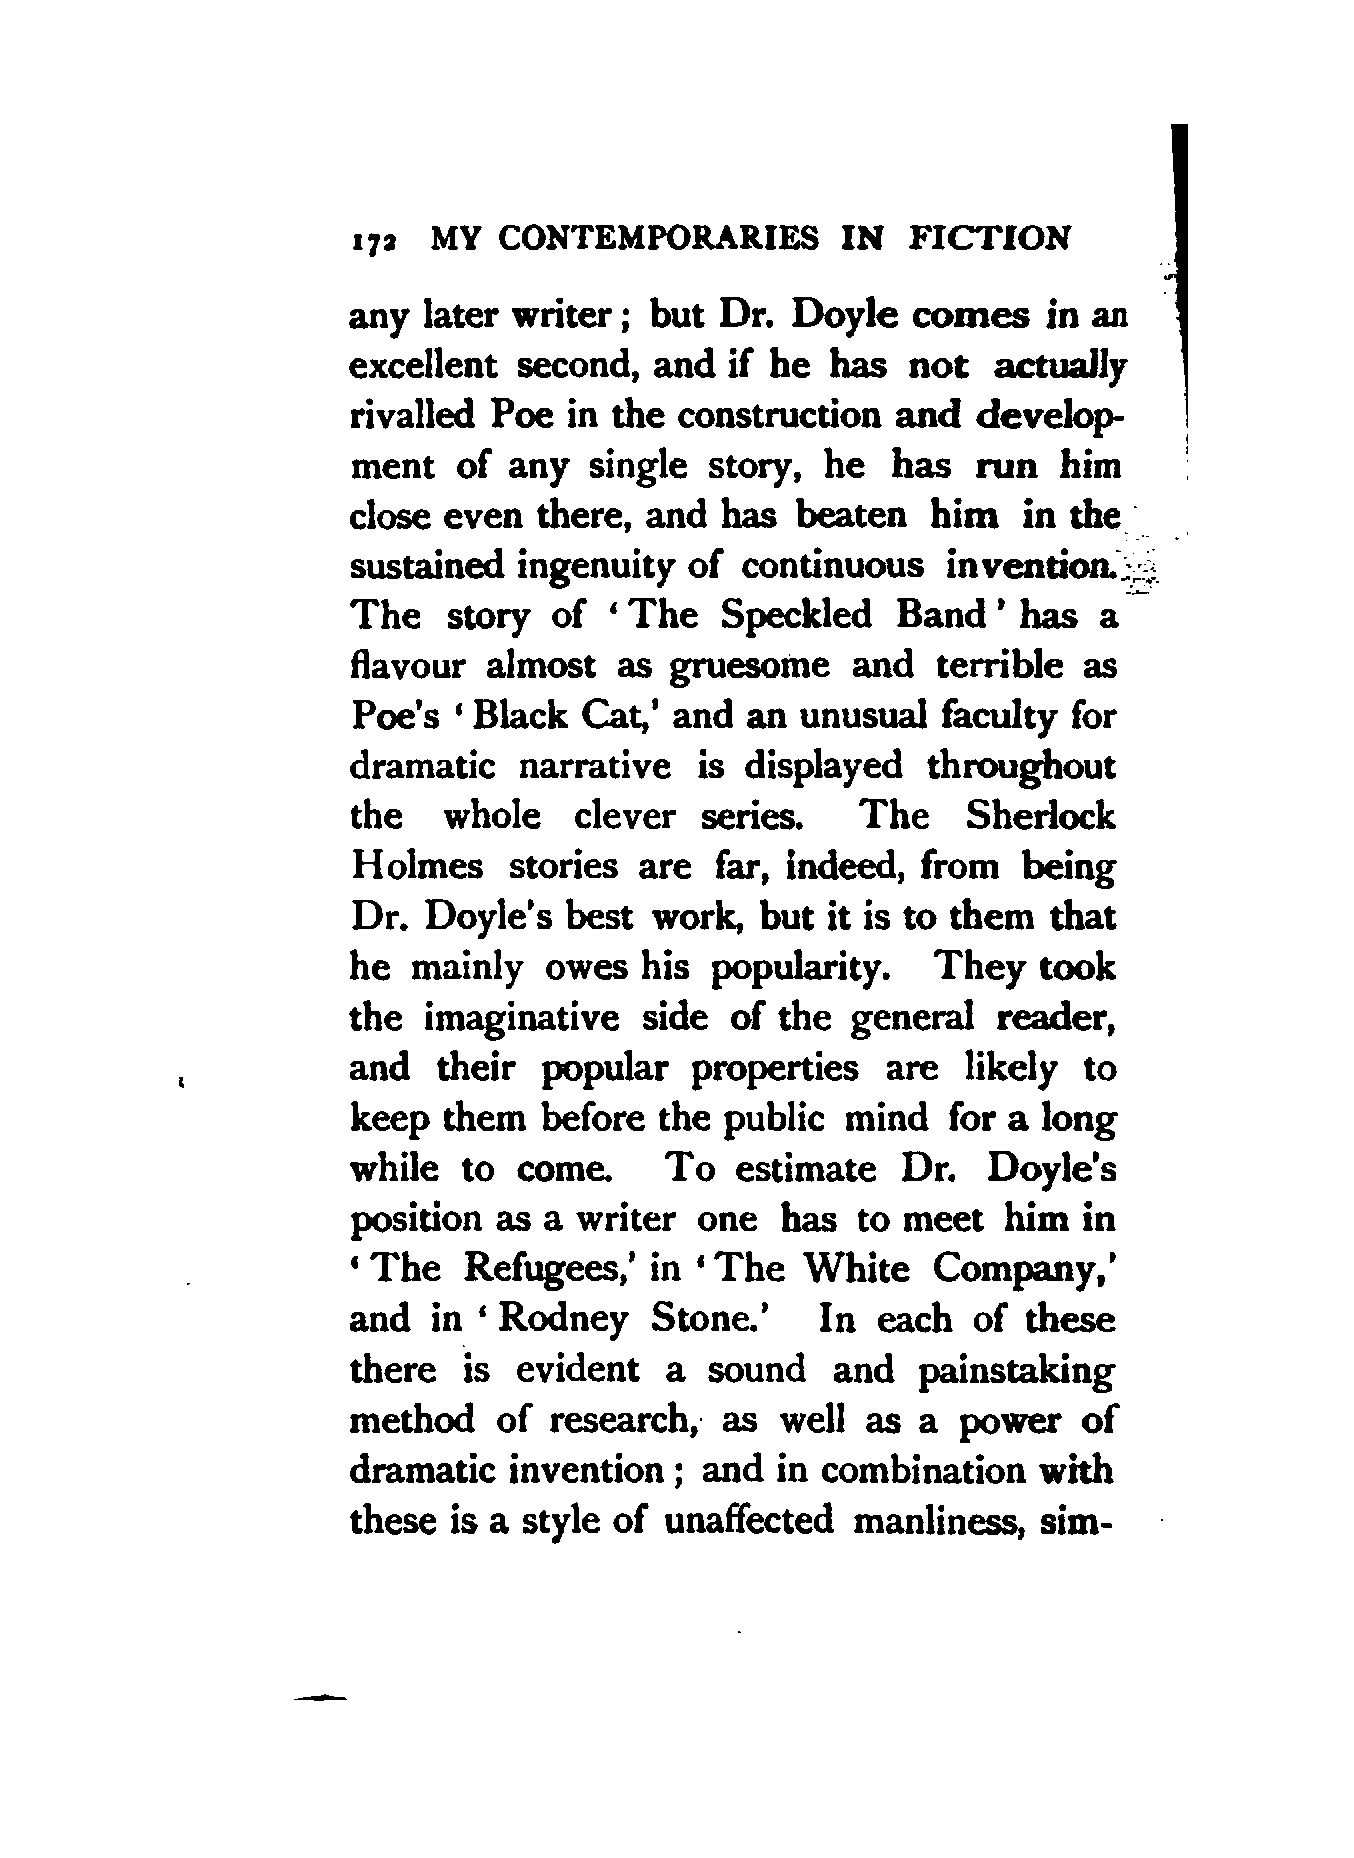 172 MY CONTEMPORARIES IN FICTION
any later writer; but Dr. Doyle comes in an
excellent second, and if he has not actually
rivalled Poe in the construction and develop-
ment of any single story, he has run him
close even there, and has beaten him in the
sustained ingenuity of continuous invention.
The story of ‘The Speckled Band’ has a
flavour almost as gruesome and terrible as
Poe's ‘Black Cat,’ and an unusual faculty for
dramatic narrative is displayed throughout
the whole clever series. The Sherlock
Holmes stories are far, indeed, from being
Dr. Doyle's best work, but it is to them that
he mainly owes his popularity. They took
the imaginative side of the general reader,
and their popular properties are likely to
keep them before the public mind for a long
while to come. To estimate Dr. Doyle's
position as a writer one has to meet him in
‘The Refugees,’ in ‘The White Company,’
and in ‘Rodney Stone.’ In each of these
there is evident a sound and painstaking
method of research, as well as a power of
dramatic invention; and in combination with
these is a style of unaffected manliness, sim-